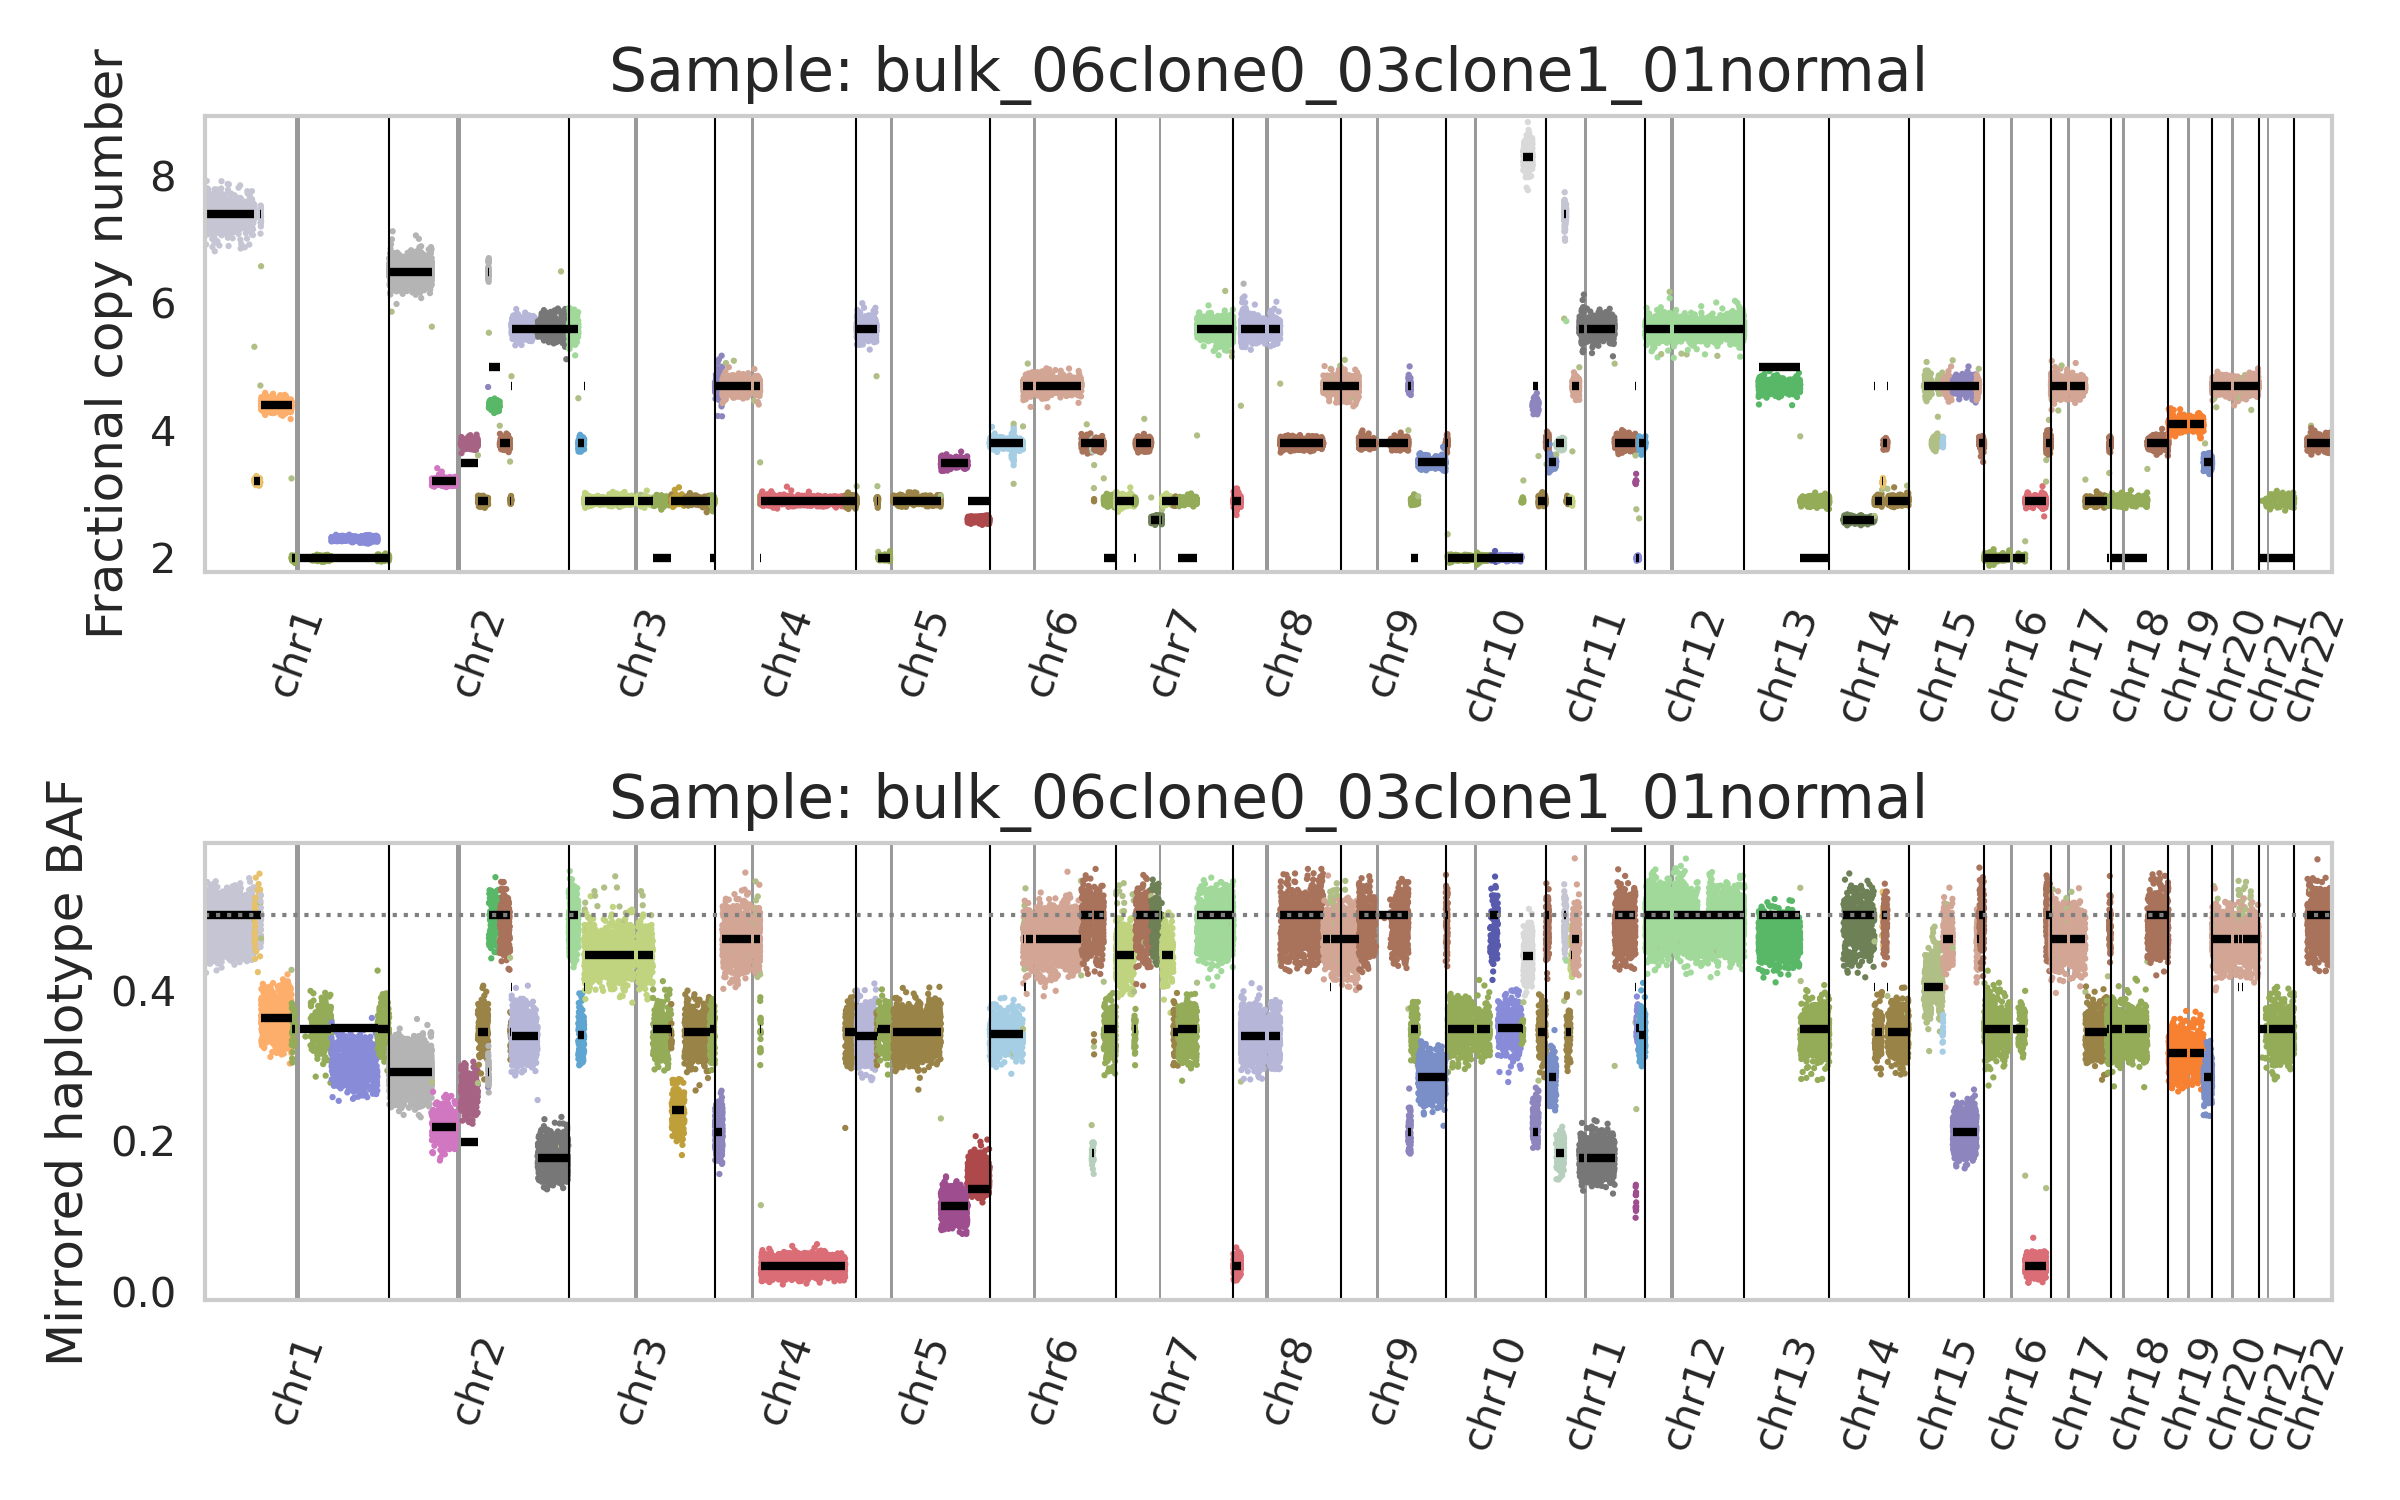 Sample: bulk_06clone0_03clone1_01normal
Fractional copy number
8
6
4
2
chr1 chr2 chr3 chr4 chr5 chr6 chr7 chr8 chr9 chr10 chr11 chr12 chr13 chr14 chr15 chr16 chr17 chr18 chr19 chr20 chr21 chr22
Sample: bulk_06clone0_03clone1_01normal
Mirrored haplotype BAF
0.4
0.2
0.0
chr1 chr2 chr3 chr4 chr5 chr6 chr7 chr8 chr9 chr10 chr11 chr12 chr13 chr14 chr15 chr16 chr17 chr18 chr19 chr20 chr21 chr22